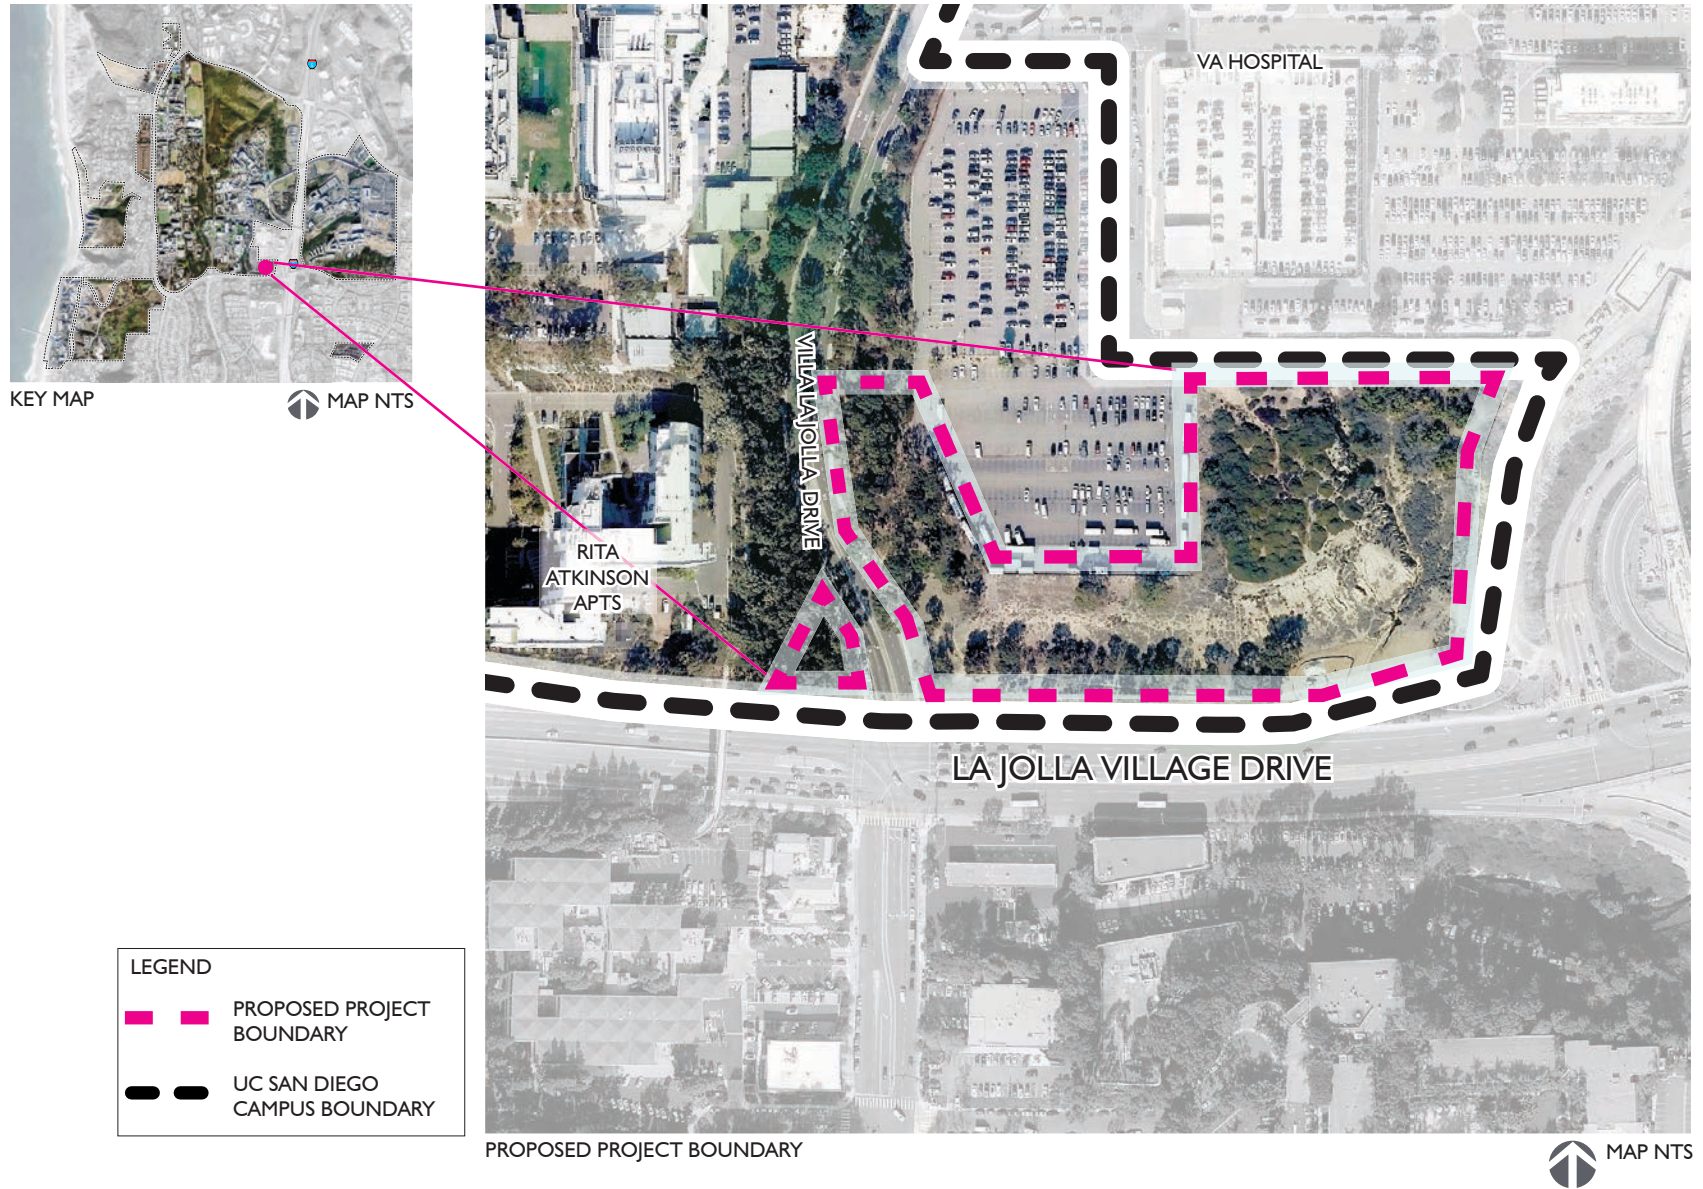 VA HOSPITAL
VILLA LA JOLLA DRIVE
KEY MAP
MAP NTS
RITA
ATKINSON
APTS
LA JOLLA VILLAGE DRIVE
LEGEND
PROPOSED PROJECT
BOUNDARY
UC SAN DIEGO
CAMPUS BOUNDARY
PROPOSED PROJECT BOUNDARY
MAP NTS